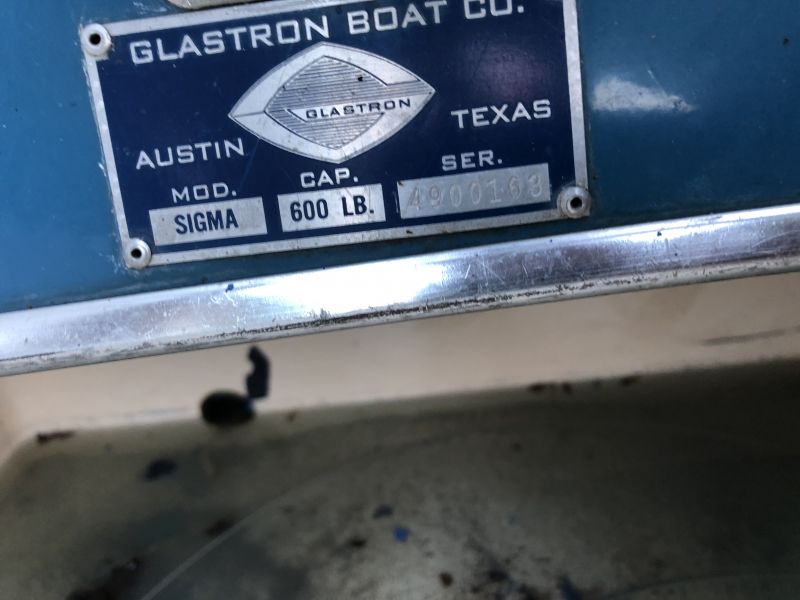 GLASTRON BOAT CO.
GLASTRON
AUSTIN TEXAS
MOD. CAP. SER.
SIGMA 600 LB. 4900163